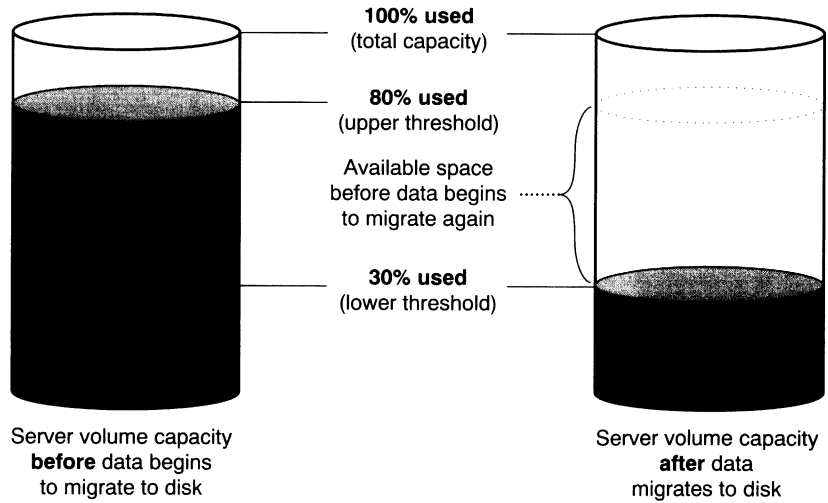 100% used
(total capacity)
80% used
(upper threshold)
Available space
before data begins
to migrate again
30% used
(lower threshold)
Server volume capacity
before data begins
to migrate to disk
Server volume capacity
after data
migrates to disk